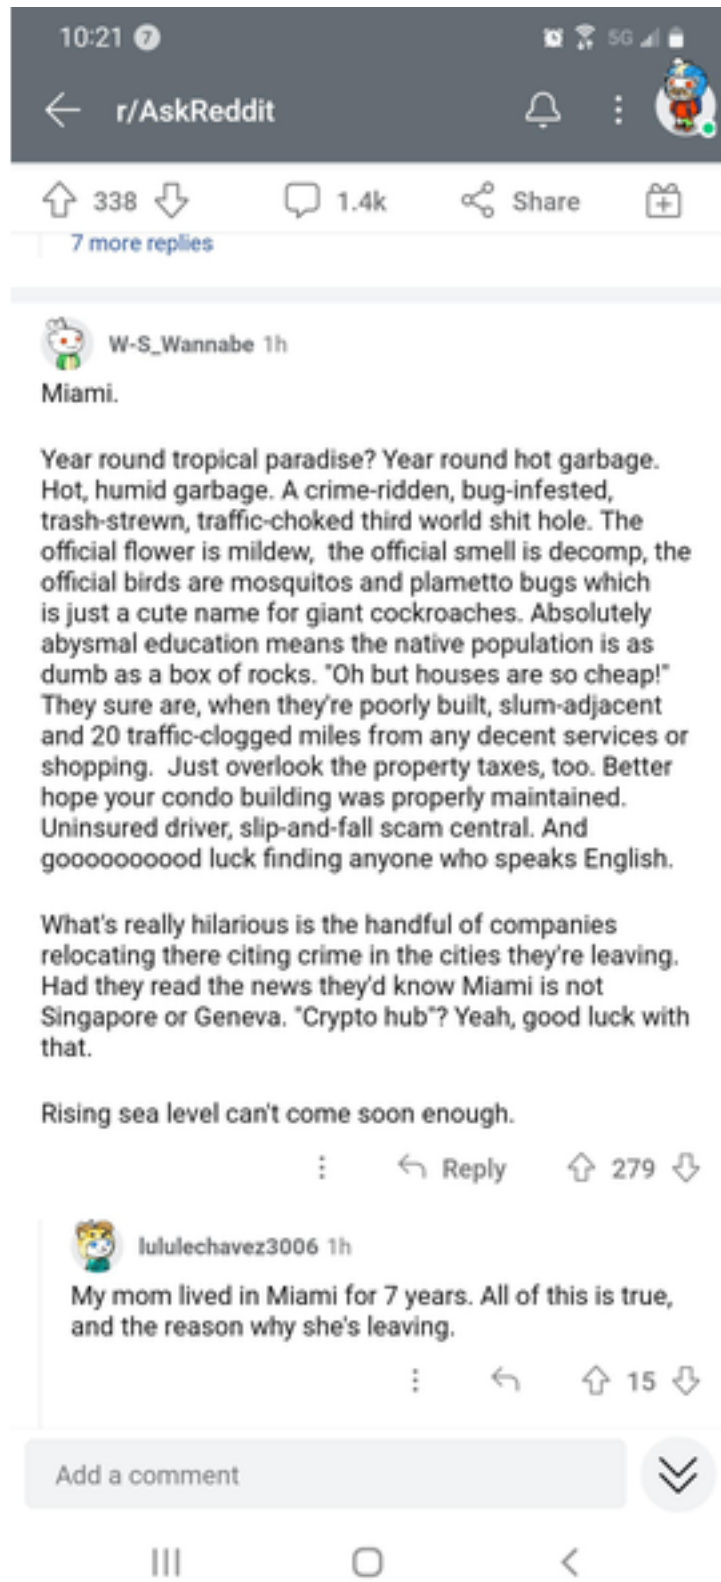 10:21 7 5G
r/AskReddit
338 1.4k Share
7 more replies
W-S_Wannabe 1h
Miami.
Year round tropical paradise? Year round hot garbage.
Hot, humid garbage. A crime-ridden, bug-infested,
trash-strewn, traffic-choked third world shit hole. The
official flower is mildew, the official smell is decomp, the
official birds are mosquitos and plametto bugs which
is just a cute name for giant cockroaches. Absolutely
abysmal education means the native population is as
dumb as a box of rocks. "Oh but houses are so cheap!"
They sure are, when they're poorly built, slum-adjacent
and 20 traffic-clogged miles from any decent services or
shopping. Just overlook the property taxes, too. Better
hope your condo building was properly maintained.
Uninsured driver, slip-and-fall scam central. And
goooooooood luck finding anyone who speaks English.
What's really hilarious is the handful of companies
relocating there citing crime in the cities they're leaving.
Had they read the news they'd know Miami is not
Singapore or Geneva. "Crypto hub"? Yeah, good luck with
that.
Rising sea level can't come soon enough.
Reply 279
lululechavez3006 1h
My mom lived in Miami for 7 years. All of this is true,
and the reason why she's leaving.
15
Add a comment